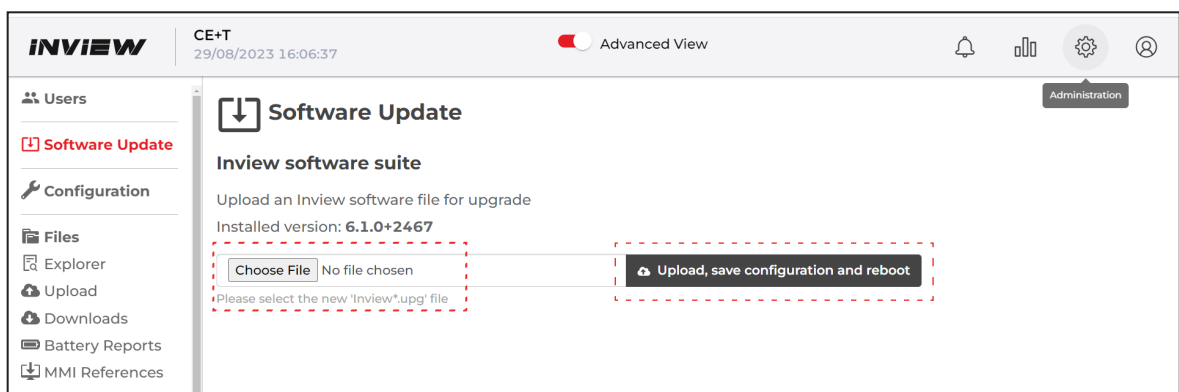 INVIEW
CE+T
29/08/2023 16:06:37
Advanced View
Administration
Users
Software Update
Configuration
Files
Explorer
Upload
Downloads
Battery Reports
MMI References
Software Update
Inview software suite
Upload an Inview software file for upgrade
Installed version: 6.1.0+2467
Choose File No file chosen
Upload, save configuration and reboot
Please select the new 'Inview*.upg' file